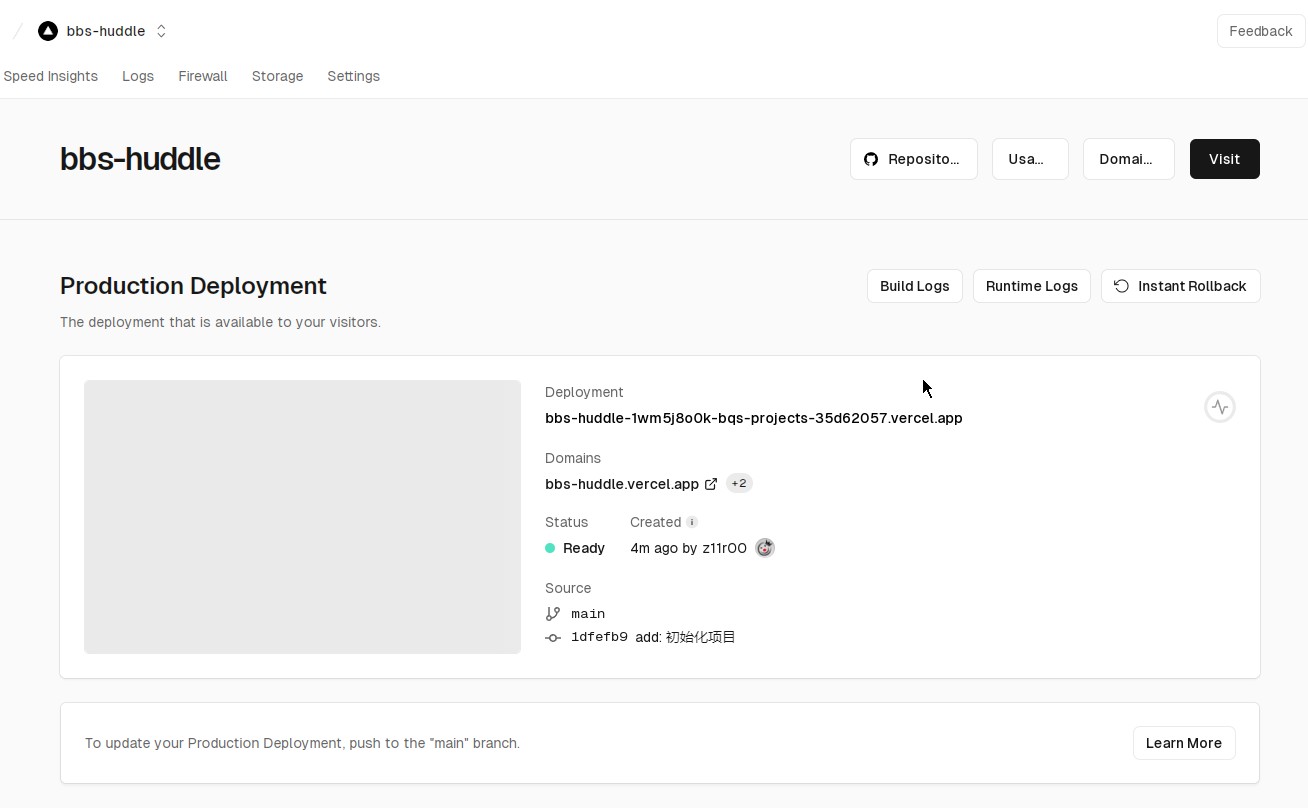 bbs-huddle
Feedback
Speed Insights Logs Firewall Storage Settings
bbs-huddle
Reposito... Usa... Domai... Visit
Production Deployment
Build Logs Runtime Logs Instant Rollback
The deployment that is available to your visitors.
Deployment
bbs-huddle-1wm5j8o0k-bqs-projects-35d62057.vercel.app
Domains
bbs-huddle.vercel.app +2
Status Created
Ready 4m ago by z11r00
Source
main
1dfefb9 add: 初始化项目
To update your Production Deployment, push to the "main" branch.
Learn More